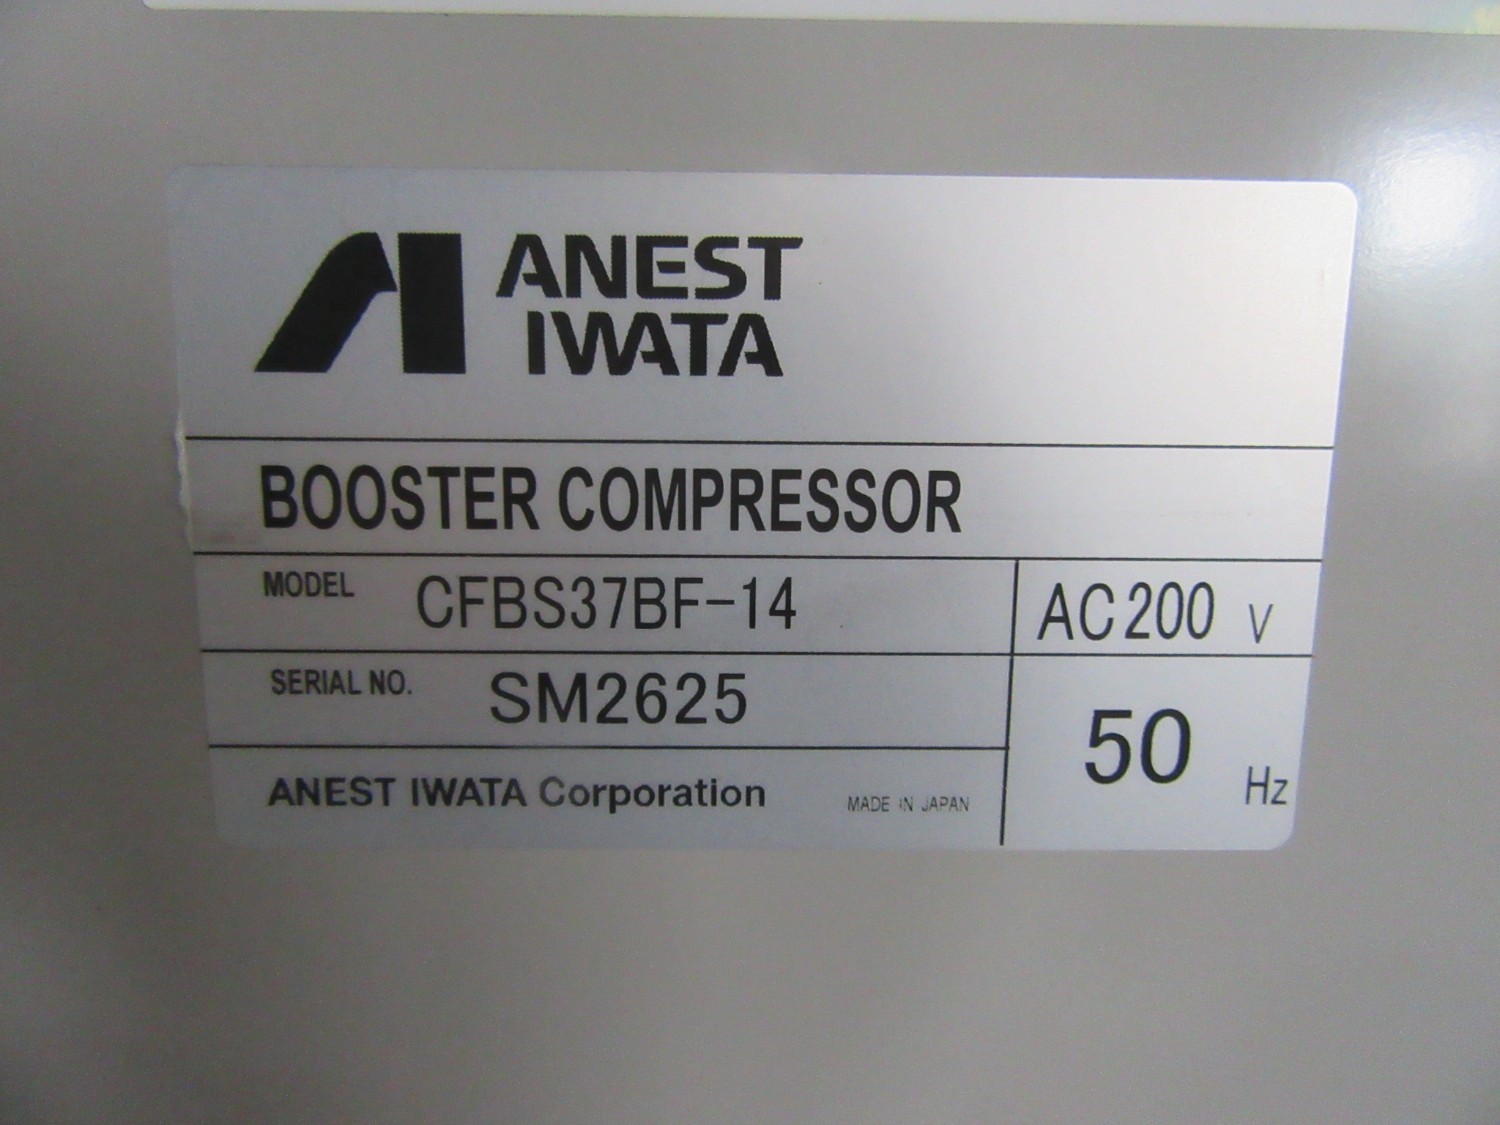 ANEST
IWATA
BOOSTER COMPRESSOR
MODEL CFBS37BF-14
AC 200 V
SERIAL NO. SM2625
50 Hz
ANEST IWATA Corporation
MADE IN JAPAN